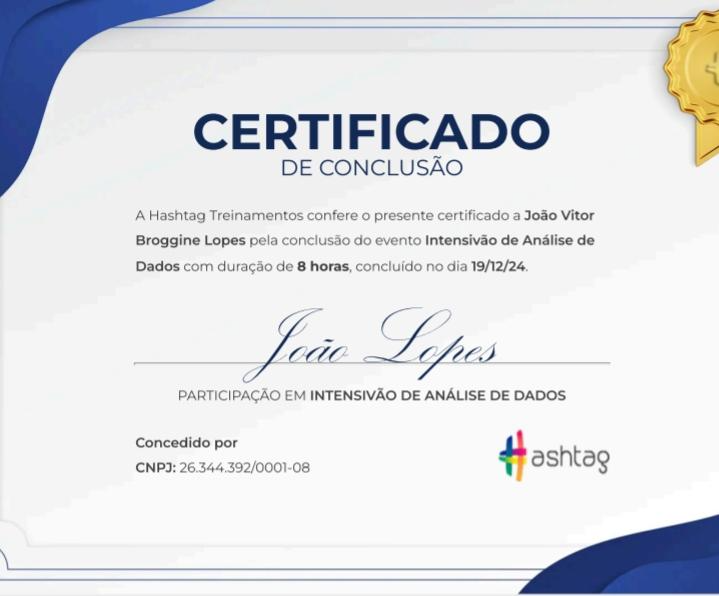 CERTIFICADO
DE CONCLUSÃO
A Hashtag Treinamentos confere o presente certificado a João Vitor
Broggine Lopes pela conclusão do evento Intensivão de Análise de
Dados com duração de 8 horas, concluído no dia 19/12/24.
João Lopes
PARTICIPAÇÃO EM INTENSIVÃO DE ANÁLISE DE DADOS
Concedido por
CNPJ: 26.344.392/0001-08
#ashtag